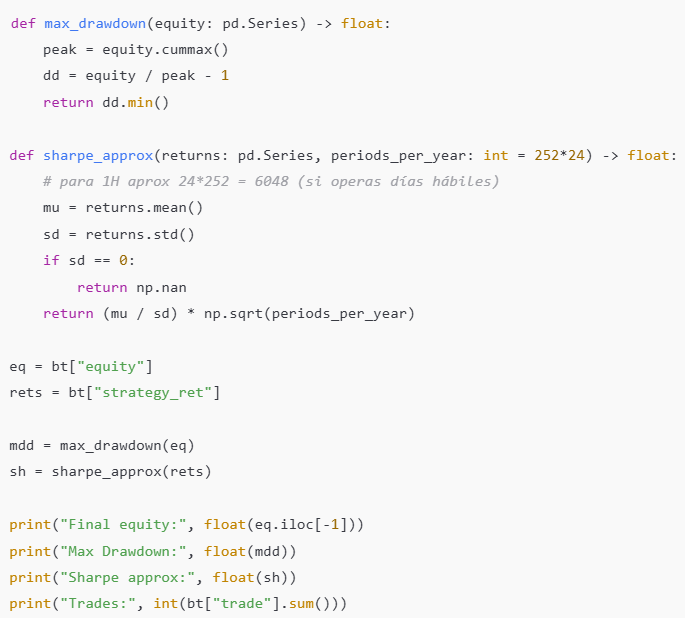 def max_drawdown(equity: pd.Series) -> float:
    peak = equity.cummax()
    dd = equity / peak - 1
    return dd.min()

def sharpe_approx(returns: pd.Series, periods_per_year: int = 252*24) -> float:
    # para 1H aprox 24*252 = 6048 (si operas días hábiles)
    mu = returns.mean()
    sd = returns.std()
    if sd == 0:
        return np.nan
    return (mu / sd) * np.sqrt(periods_per_year)

eq = bt["equity"]
rets = bt["strategy_ret"]

mdd = max_drawdown(eq)
sh = sharpe_approx(rets)

print("Final equity:", float(eq.iloc[-1]))
print("Max Drawdown:", float(mdd))
print("Sharpe approx:", float(sh))
print("Trades:", int(bt["trade"].sum()))